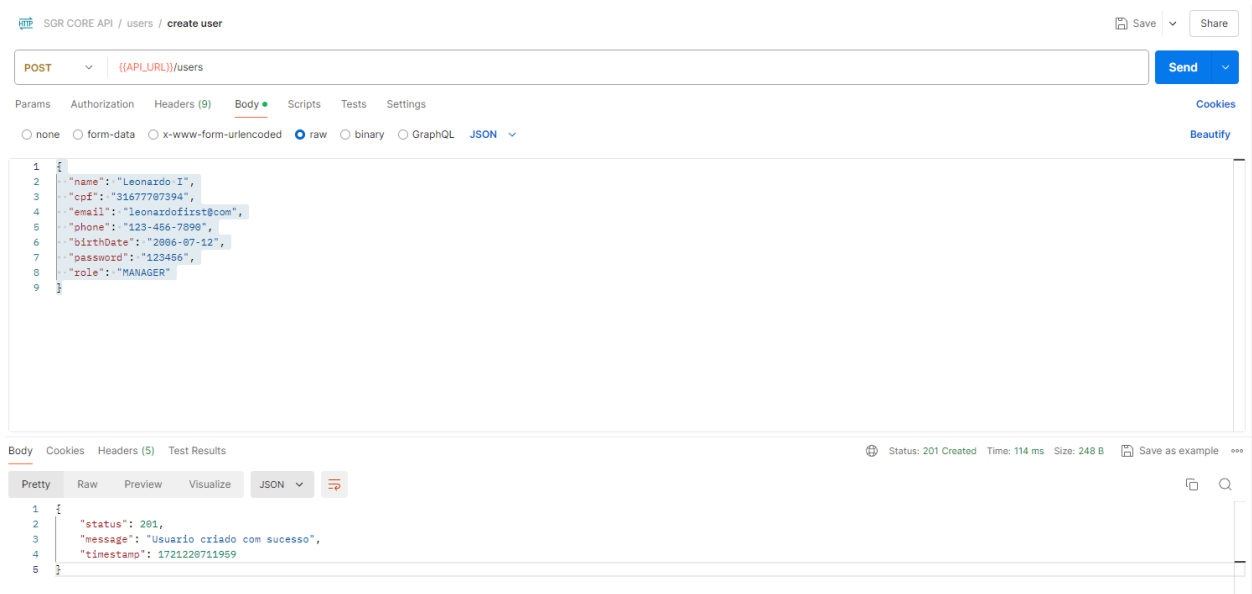 HTTP SGR CORE API / users / create user Save Share
POST {{API_URL}}/users Send
Params Authorization Headers (9) Body Scripts Tests Settings Cookies
none form-data x-www-form-urlencoded raw binary GraphQL JSON Beautify
1 {
2 "name": "Leonardo I",
3 "cpf": "31677707394",
4 "email": "leonardofirst@com",
5 "phone": "123-456-7890",
6 "birthDate": "2006-07-12",
7 "password": "123456",
8 "role": "MANAGER"
9 }
Body Cookies Headers (5) Test Results Status: 201 Created Time: 114 ms Size: 248 B Save as example
Pretty Raw Preview Visualize JSON
1 {
2 "status": 201,
3 "message": "Usuario criado com sucesso",
4 "timestamp": 1721220711959
5 }